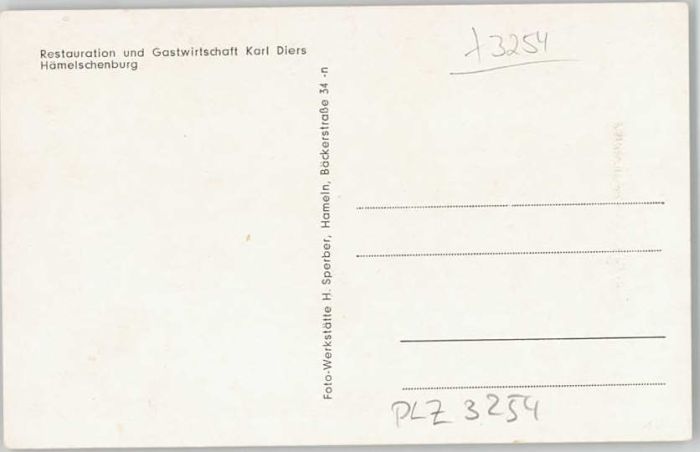 Restauration und Gastwirtschaft Karl Diers
Hämelschenburg
3254
Foto-Werkstätte H. Sperber, Hameln, Bäckerstraße 34 -n
PLZ 3254